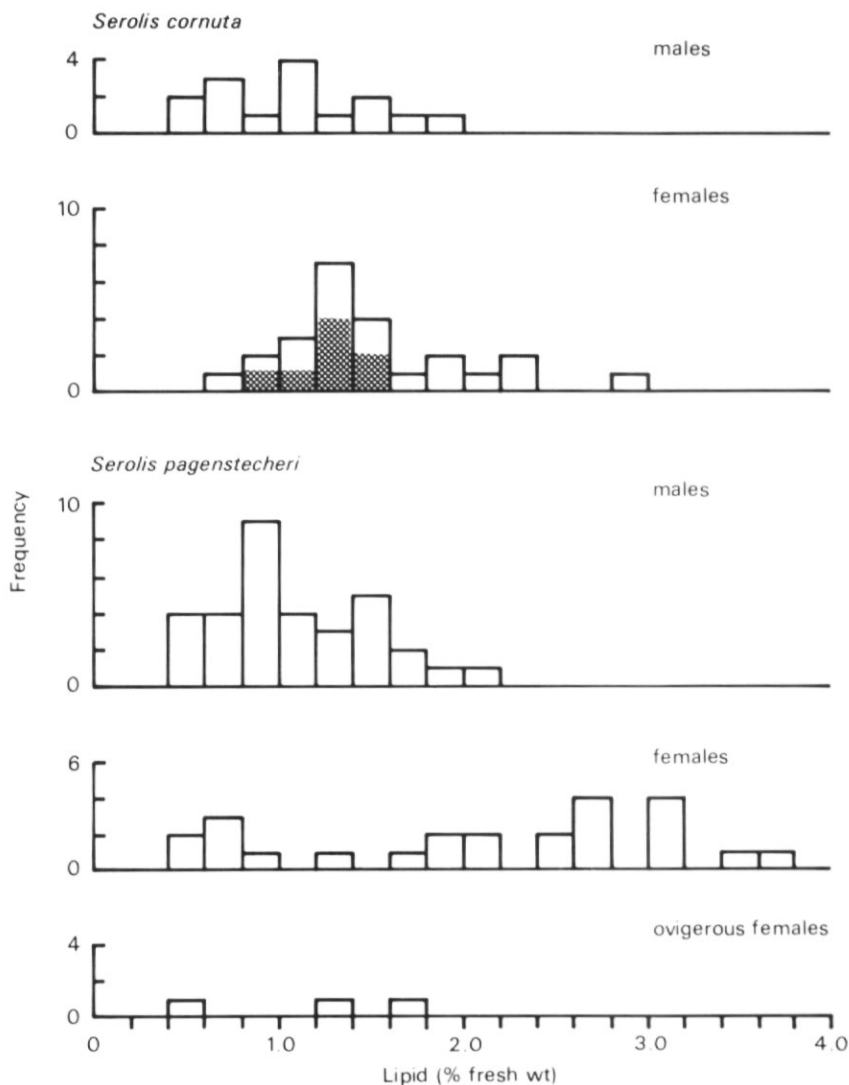 Serolis cornuta
males
4
0
females
10
0
Serolis pagenstecheri
males
10
0
Frequency
females
6
0
ovigerous females
4
0
0 1.0 2.0 3.0 4.0
Lipid (% fresh wt)